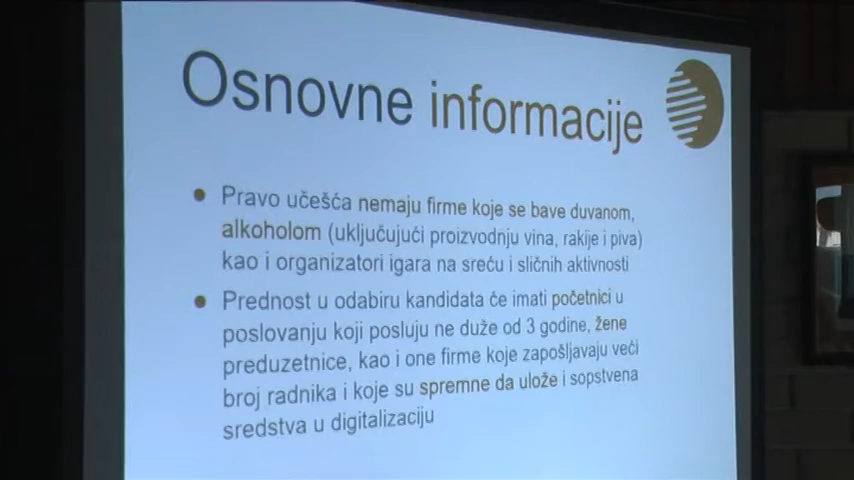 Osnovne informacije
Pravo učešća nemaju firme koje se bave duvanom,
alkoholom (uključujući proizvodnju vina, rakije i piva)
kao i organizatori igara na sreću i sličnih aktivnosti
Prednost u odabiru kandidata će imati početnici u
poslovanju koji posluju ne duže od 3 godine, žene
preduzetnice, kao i one firme koje zapošljavaju veći
broj radnika i koje su spremne da ulože i sopstvena
sredstva u digitalizaciju